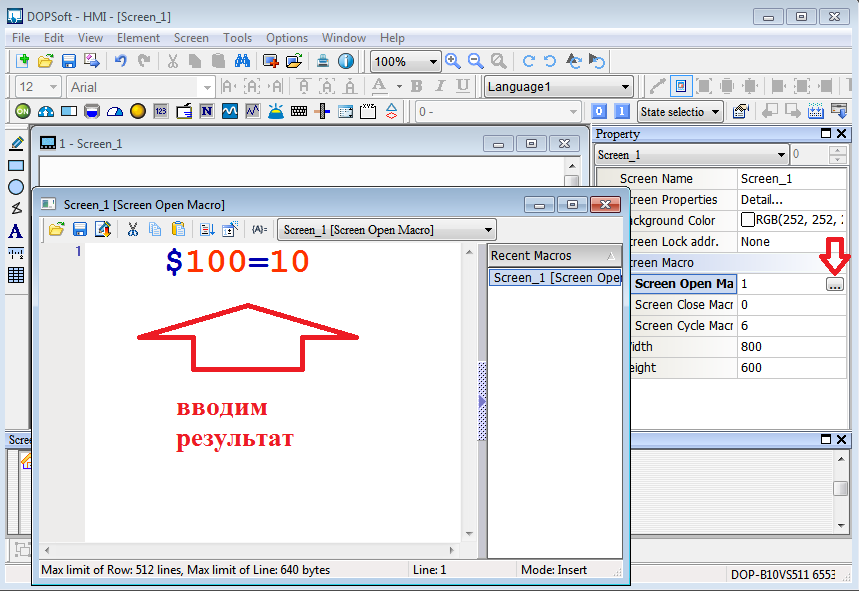 DOPSoft - HMI - [Screen_1]
File Edit View Element Screen Tools Options Window Help
100%
12 Arial Language1
ON 123 N XYZ 0 - 0 1 State selectio
1 - Screen_1
Property
Screen_1 0
Screen Name Screen_1
creen Properties Detail...
ackground Color RGB(252, 252,
creen Lock addr. None
reen Macro
Screen Open Ma 1 ...
Screen Close Macr 0
Screen Cycle Macr 6
idth 800
eight 600
Screen_1 [Screen Open Macro]
(A)= Screen_1 [Screen Open Macro]
1 $100=10
вводим
результат
Recent Macros
Screen_1 [Screen Oper
Scree
Max limit of Row: 512 lines, Max limit of Line: 640 bytes Line: 1 Mode: Insert
DOP-B10VS511 6553